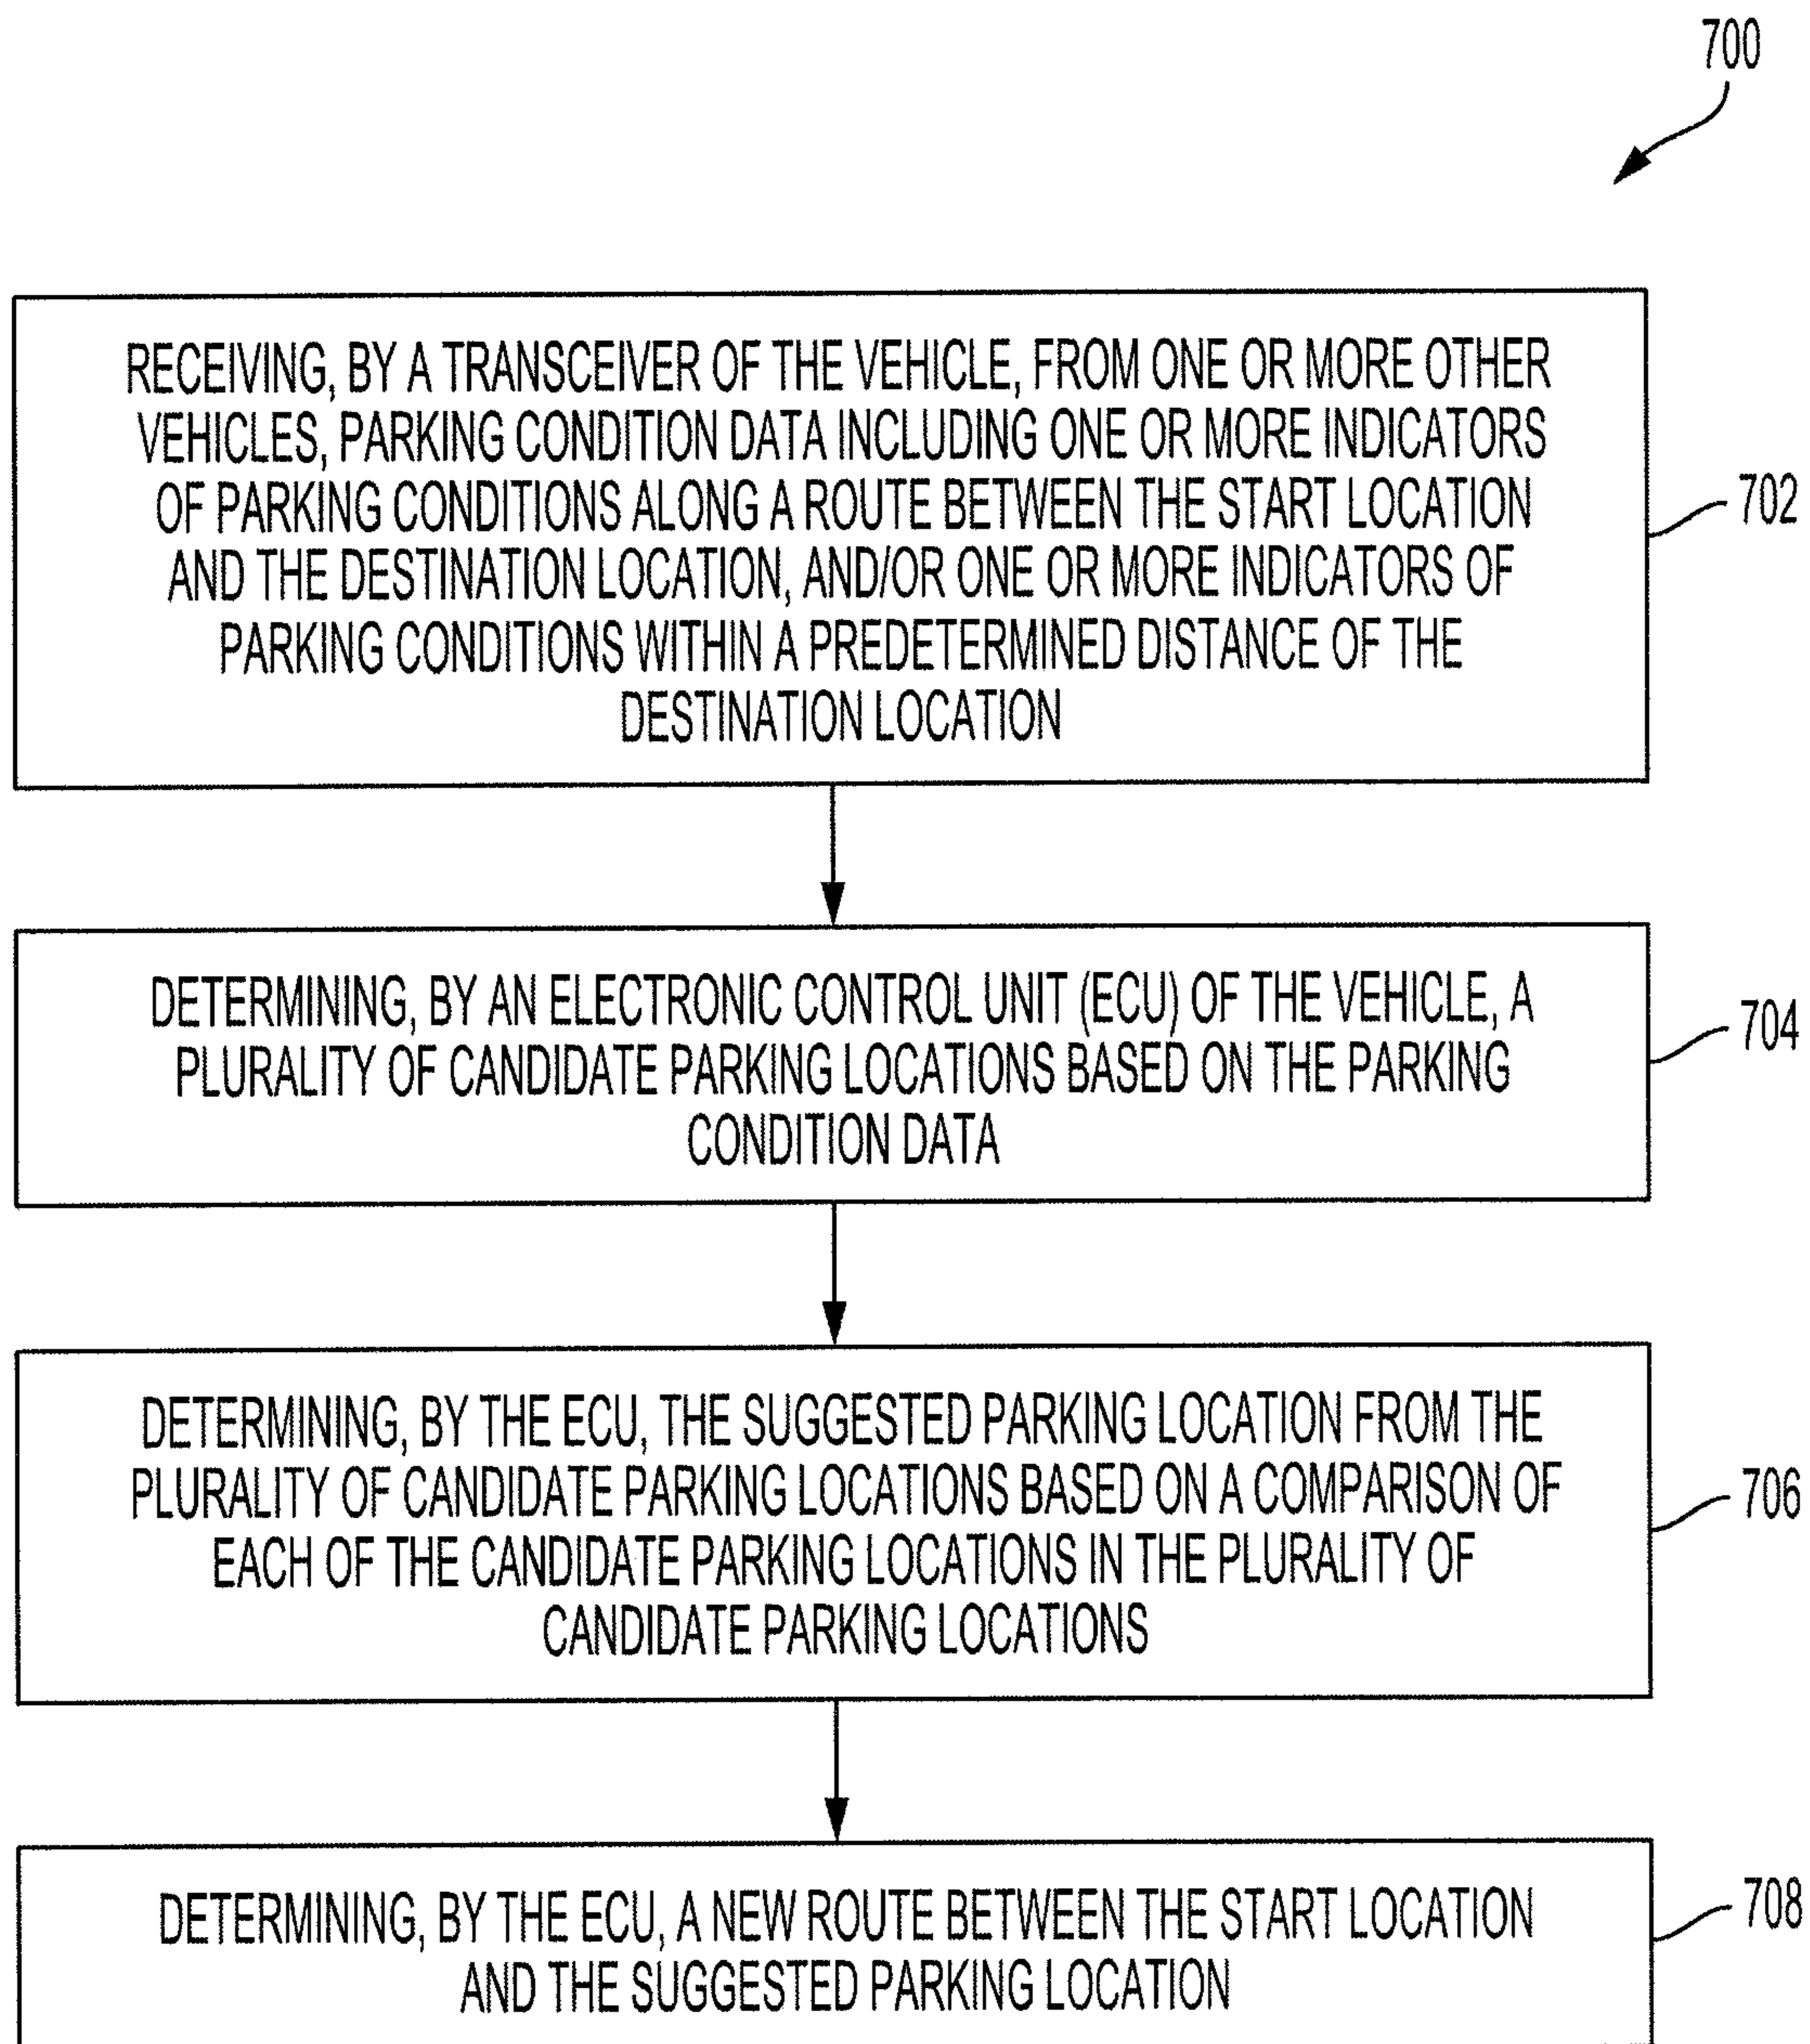 700
RECEIVING, BY A TRANSCEIVER OF THE VEHICLE, FROM ONE OR MORE OTHER
VEHICLES, PARKING CONDITION DATA INCLUDING ONE OR MORE INDICATORS
OF PARKING CONDITIONS ALONG A ROUTE BETWEEN THE START LOCATION
AND THE DESTINATION LOCATION, AND/OR ONE OR MORE INDICATORS OF
PARKING CONDITIONS WITHIN A PREDETERMINED DISTANCE OF THE
DESTINATION LOCATION
702
DETERMINING, BY AN ELECTRONIC CONTROL UNIT (ECU) OF THE VEHICLE, A
PLURALITY OF CANDIDATE PARKING LOCATIONS BASED ON THE PARKING
CONDITION DATA
704
DETERMINING, BY THE ECU, THE SUGGESTED PARKING LOCATION FROM THE
PLURALITY OF CANDIDATE PARKING LOCATIONS BASED ON A COMPARISON OF
EACH OF THE CANDIDATE PARKING LOCATIONS IN THE PLURALITY OF
CANDIDATE PARKING LOCATIONS
706
DETERMINING, BY THE ECU, A NEW ROUTE BETWEEN THE START LOCATION
AND THE SUGGESTED PARKING LOCATION
708